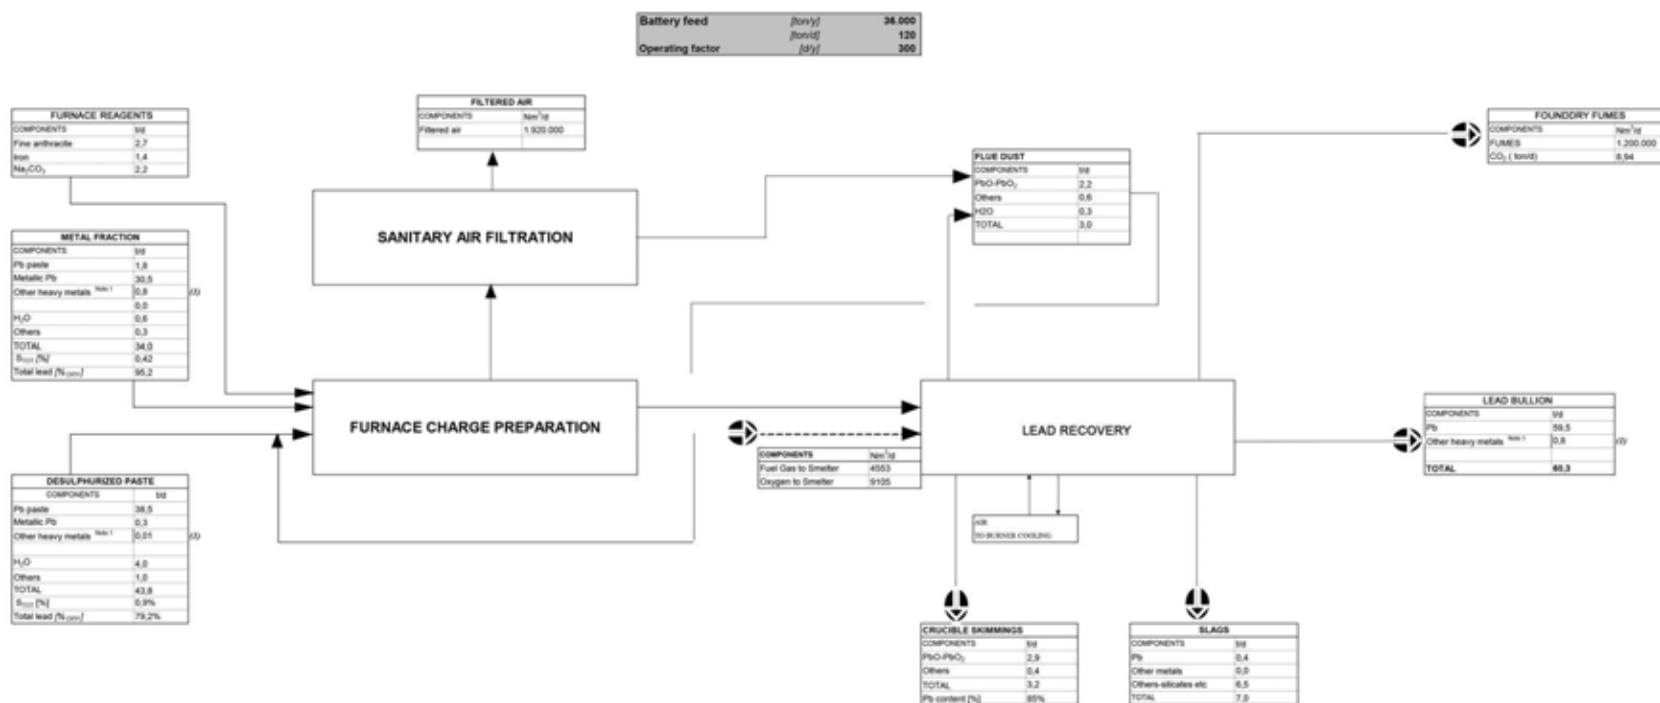 Battery feed [ton/y] 36.000
[ton/d] 120
Operating factor [d/y] 300
FURNACE REAGENTS
COMPONENTS t/d
Fine anthracite 2,7
Iron 1,4
Na2CO3 2,2
FILTERED AIR
COMPONENTS Nm3/d
Filtered air 1.920.000
FLUE DUST
COMPONENTS t/d
PbO-PbO2 2,2
Others 0,6
H2O 0,3
TOTAL 3,0
FOUNDDRY FUMES
COMPONENTS Nm3/d
FUMES 1.200.000
CO2 ( ton/d) 8,94
SANITARY AIR FILTRATION
METAL FRACTION
COMPONENTS t/d
Pb paste 1,8
Metallic Pb 30,5
Other heavy metals Note 1 0,8
0,0
H2O 0,6
Others 0,3
TOTAL 34,0
STOT [%] 0,42
Total lead [% (DRY)] 95,2
FURNACE CHARGE PREPARATION
COMPONENTS Nm3/d
Fuel Gas to Smelter 4553
Oxygen to Smelter 9105
LEAD RECOVERY
AIR
TO BURNER COOLING
LEAD BULLION
COMPONENTS t/d
Pb 59,5
Other heavy metals Note 1 0,8
TOTAL 60,3
DESULPHURIZED PASTE
COMPONENTS t/d
Pb paste 38,5
Metallic Pb 0,3
Other heavy metals Note 1 0,01
H2O 4,0
Others 1,0
TOTAL 43,8
STOT [%] 0,9%
Total lead [% (DRY)] 79,2%
CRUCIBLE SKIMMINGS
COMPONENTS t/d
PbO-PbO2 2,9
Others 0,4
TOTAL 3,2
Pb content [%] 85%
SLAGS
COMPONENTS t/d
Pb 0,4
Other metals 0,0
Others-silicates etc 6,5
TOTAL 7,0